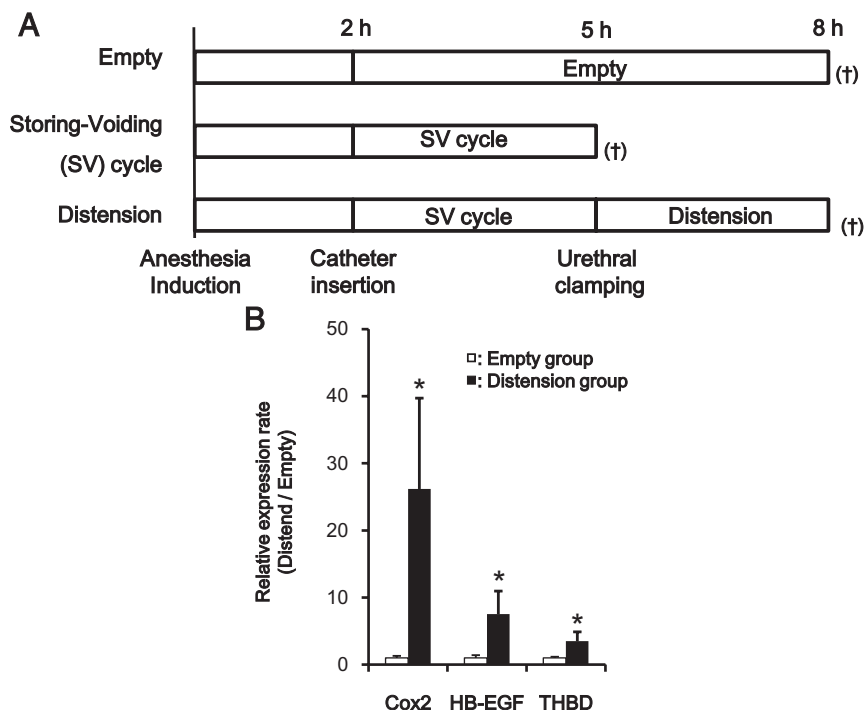 A
2 h
5 h
8 h
Empty
Empty
(†)
Storing-Voiding
(SV) cycle
SV cycle
(†)
Distension
SV cycle
Distension
(†)
Anesthesia
Induction
Catheter
insertion
Urethral
clamping
B
50
40
30
20
10
0
Relative expression rate
(Distend / Empty)
: Empty group
: Distension group
*
*
*
Cox2
HB-EGF
THBD